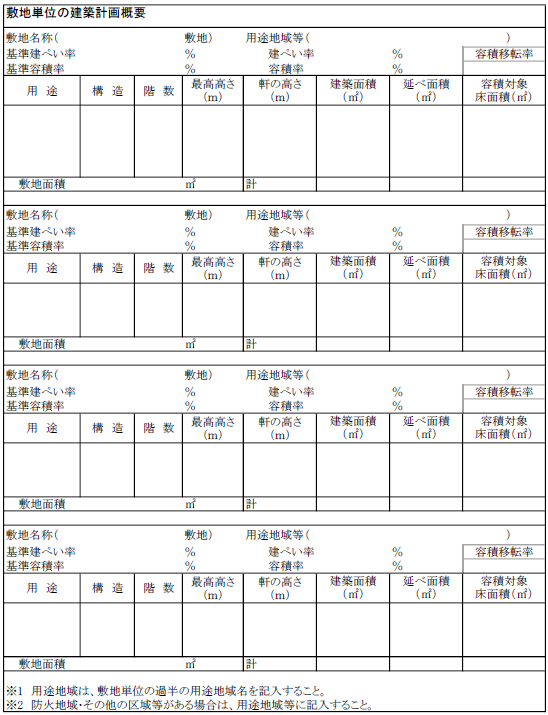 敷地単位の建築計画概要
敷地名称( 敷地) 用途地域等( )
基準建ぺい率 % 建ぺい率 % 容積移転率
基準容積率 % 容積率 %
用 途 構 造 階 数 最高高さ(m) 軒の高さ(m) 建築面積(㎡) 延べ面積(㎡) 容積対象床面積(㎡)
敷地面積 ㎡ 計
敷地名称( 敷地) 用途地域等( )
基準建ぺい率 % 建ぺい率 % 容積移転率
基準容積率 % 容積率 %
用 途 構 造 階 数 最高高さ(m) 軒の高さ(m) 建築面積(㎡) 延べ面積(㎡) 容積対象床面積(㎡)
敷地面積 ㎡ 計
敷地名称( 敷地) 用途地域等( )
基準建ぺい率 % 建ぺい率 % 容積移転率
基準容積率 % 容積率 %
用 途 構 造 階 数 最高高さ(m) 軒の高さ(m) 建築面積(㎡) 延べ面積(㎡) 容積対象床面積(㎡)
敷地面積 ㎡ 計
敷地名称( 敷地) 用途地域等( )
基準建ぺい率 % 建ぺい率 % 容積移転率
基準容積率 % 容積率 %
用 途 構 造 階 数 最高高さ(m) 軒の高さ(m) 建築面積(㎡) 延べ面積(㎡) 容積対象床面積(㎡)
敷地面積 ㎡ 計
※1 用途地域は、敷地単位の過半の用途地域名を記入すること。
※2 防火地域・その他の区域等がある場合は、用途地域等に記入すること。